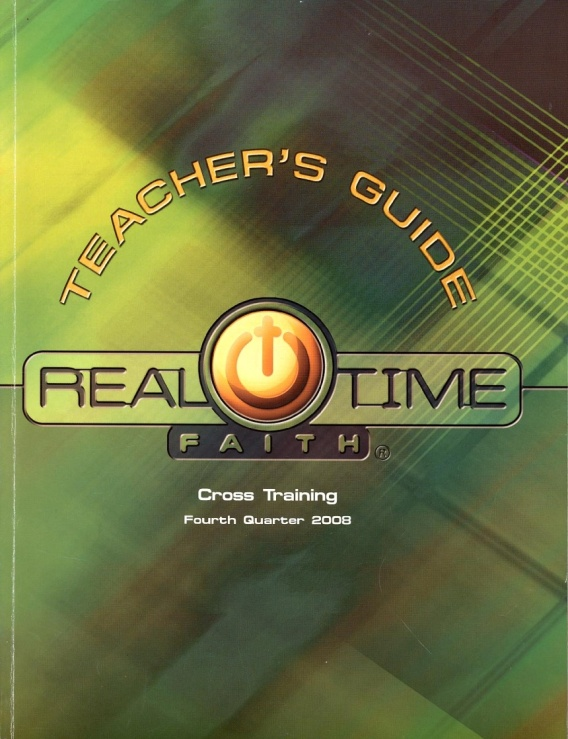 TEACHER'S GUIDE
REAL TIME
FAITH®
Cross Training
Fourth Quarter 2008